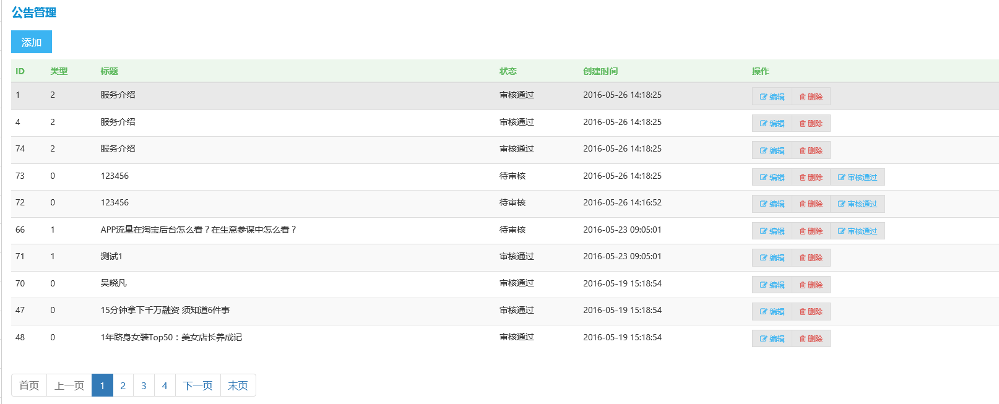 公告管理
添加
ID 类型 标题 状态 创建时间 操作
1 2 服务介绍 审核通过 2016-05-26 14:18:25 编辑 删除
4 2 服务介绍 审核通过 2016-05-26 14:18:25 编辑 删除
74 2 服务介绍 审核通过 2016-05-26 14:18:25 编辑 删除
73 0 123456 待审核 2016-05-26 14:18:25 编辑 删除 审核通过
72 0 123456 待审核 2016-05-26 14:16:52 编辑 删除 审核通过
66 1 APP流量在淘宝后台怎么看？在生意参谋中怎么看？ 待审核 2016-05-23 09:05:01 编辑 删除 审核通过
71 1 测试1 审核通过 2016-05-23 09:05:01 编辑 删除
70 0 吴晓凡 审核通过 2016-05-19 15:18:54 编辑 删除
47 0 15分钟拿下千万融资 须知道6件事 审核通过 2016-05-19 15:18:54 编辑 删除
48 0 1年跻身女装Top50：美女店长养成记 审核通过 2016-05-19 15:18:54 编辑 删除
首页 上一页 1 2 3 4 下一页 末页